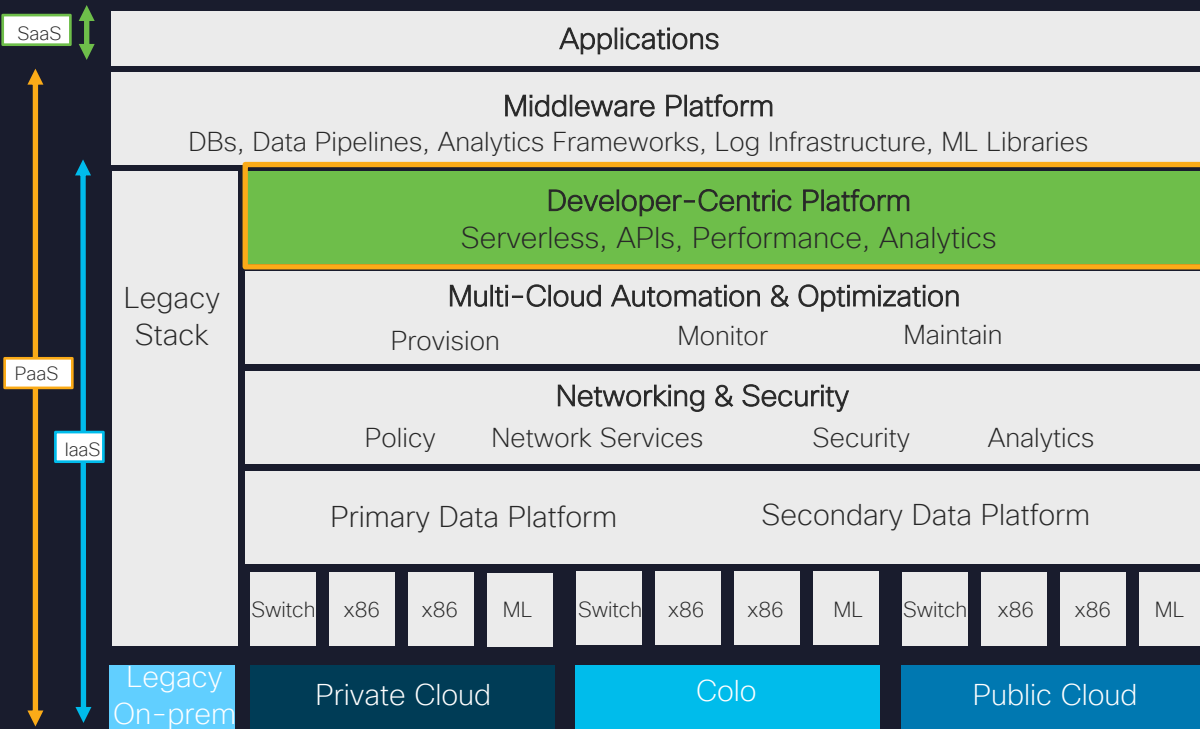 SaaS
Applications
Middleware Platform
DBs, Data Pipelines, Analytics Frameworks, Log Infrastructure, ML Libraries
Developer-Centric Platform
Serverless, APIs, Performance, Analytics
Legacy
Stack
Multi-Cloud Automation & Optimization
Provision Monitor Maintain
PaaS
Networking & Security
Policy Network Services Security Analytics
IaaS
Primary Data Platform Secondary Data Platform
Switch x86 x86 ML Switch x86 x86 ML Switch x86 x86 ML
Legacy
On-prem
Private Cloud Colo Public Cloud